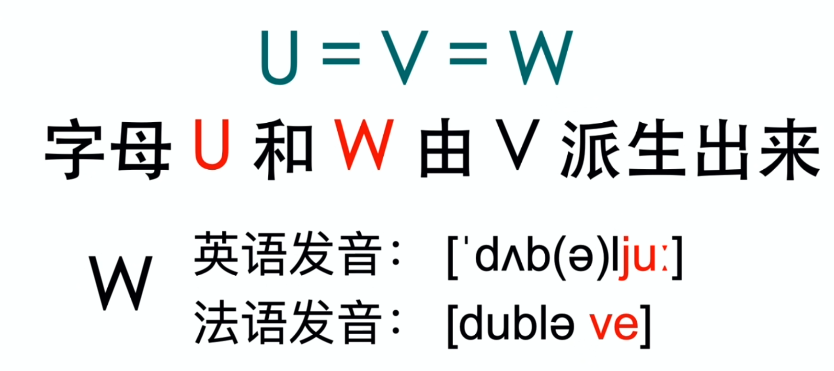 U = V = W
字母 U 和 W 由 V 派生出来
W
英语发音： [ˈdʌb(ə)ljuː]
法语发音： [dublə ve]